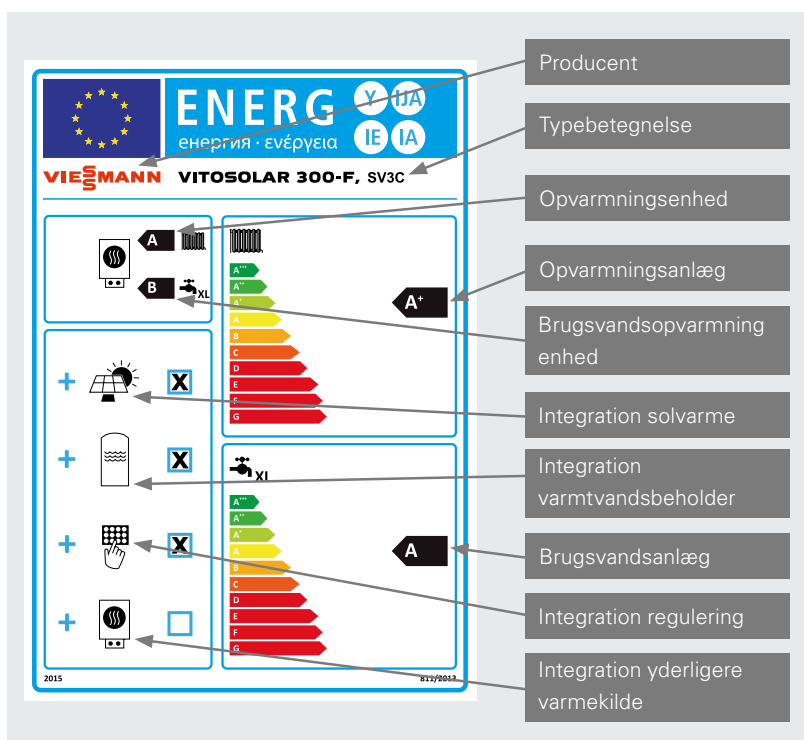 ENERG
Y IJA
IE IA
енергия · ενέργεια
VIESSMANN VITOSOLAR 300-F, SV3C
A
B
XL
A+++
A++
A+
A
B
C
D
E
F
G
A+
X
X
X
XL
A+++
A++
A+
A
B
C
D
E
F
G
A
2015
811/2013
Producent
Typebetegnelse
Opvarmningsenhed
Opvarmningsanlæg
Brugsvandsopvarmning
enhed
Integration solvarme
Integration
varmtvandsbeholder
Brugsvandsanlæg
Integration regulering
Integration yderligere
varmekilde